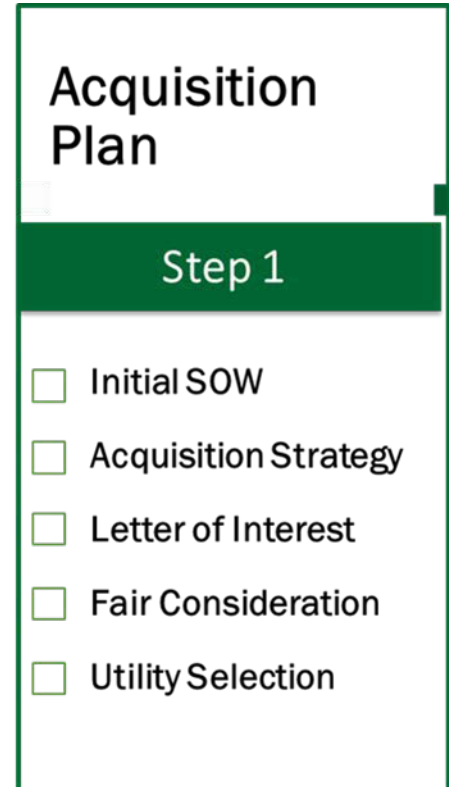 Acquisition
Plan
Step 1
Initial SOW
Acquisition Strategy
Letter of Interest
Fair Consideration
Utility Selection